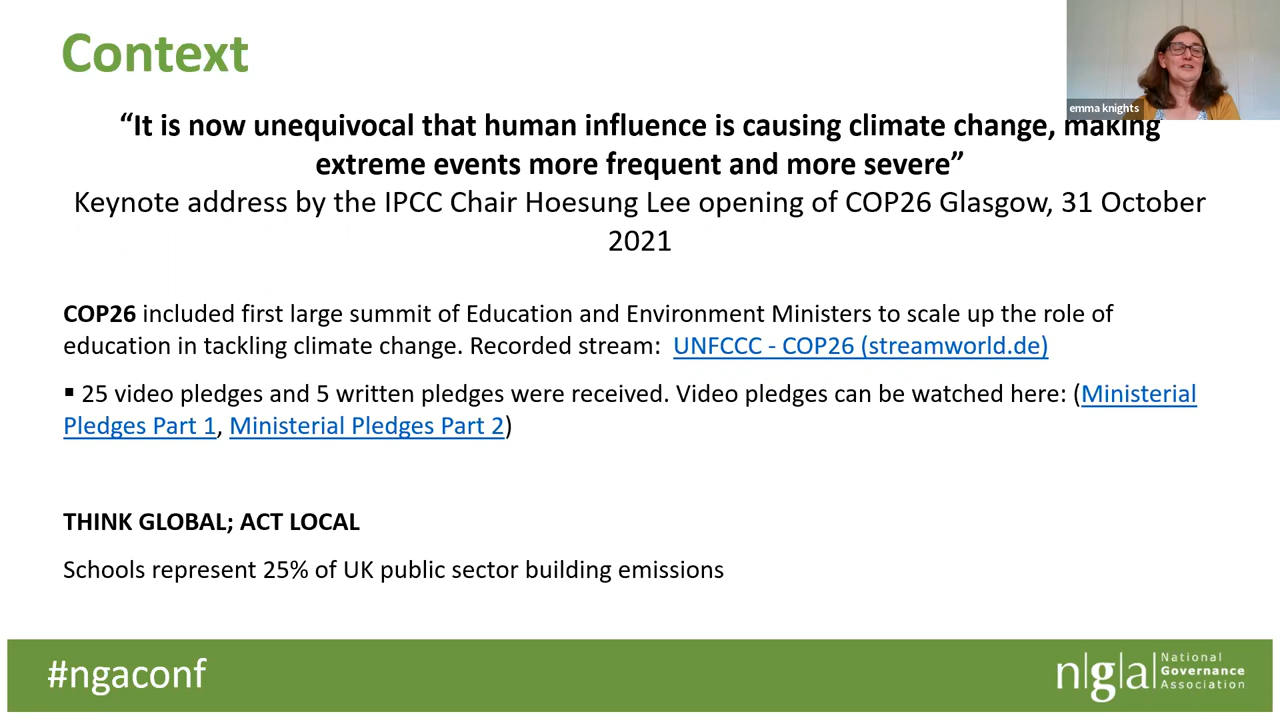 Context
emma knights
“It is now unequivocal that human influence is causing climate change, making
extreme events more frequent and more severe”
Keynote address by the IPCC Chair Hoesung Lee opening of COP26 Glasgow, 31 October
2021
COP26 included first large summit of Education and Environment Ministers to scale up the role of
education in tackling climate change. Recorded stream: UNFCCC - COP26 (streamworld.de)
▪ 25 video pledges and 5 written pledges were received. Video pledges can be watched here: (Ministerial
Pledges Part 1, Ministerial Pledges Part 2)
THINK GLOBAL; ACT LOCAL
Schools represent 25% of UK public sector building emissions
#ngaconf
n|g|a|
National
Governance
Association